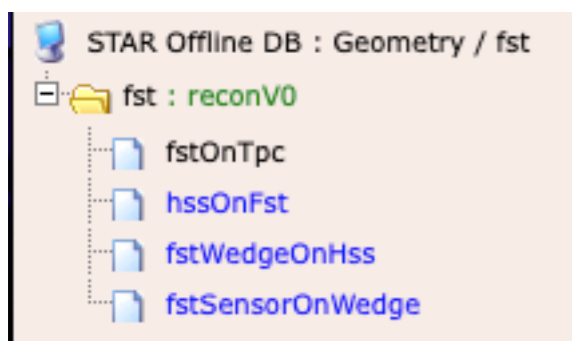 STAR Offline DB : Geometry / fst
fst : reconV0
fstOnTpc
hssOnFst
fstWedgeOnHss
fstSensorOnWedge